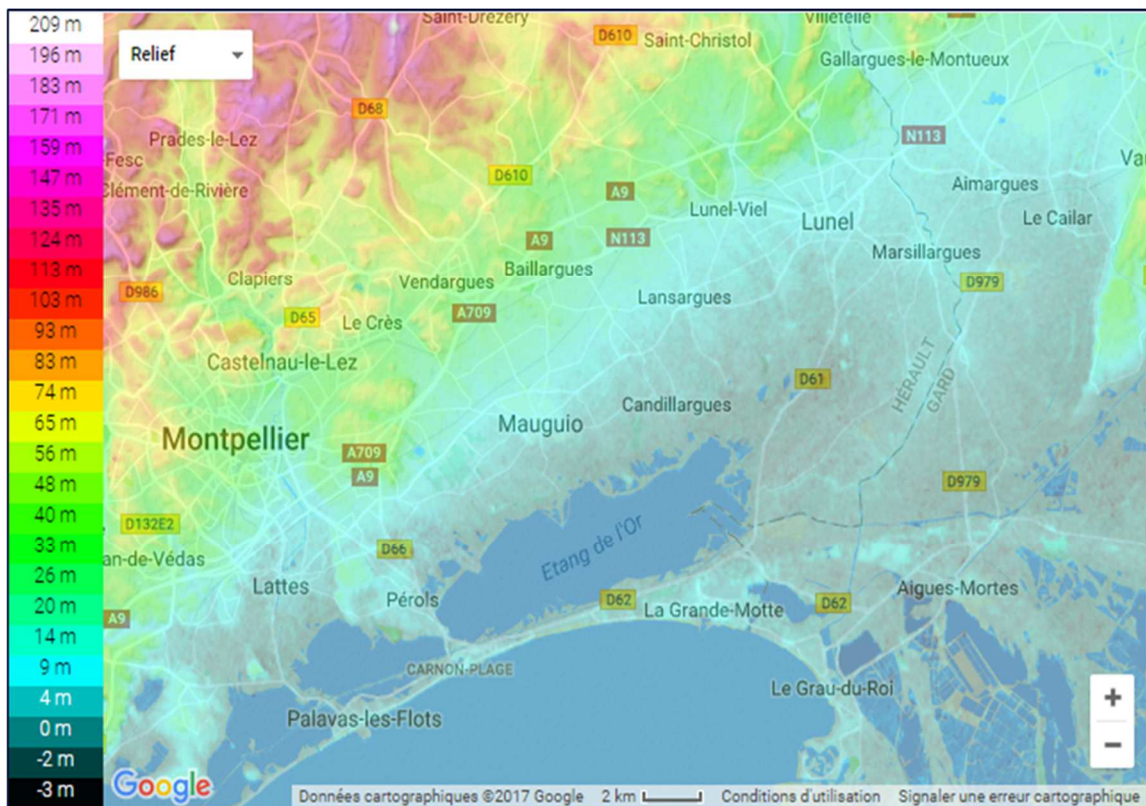 209 m
196 m
183 m
171 m
159 m
147 m
135 m
124 m
113 m
103 m
93 m
83 m
74 m
65 m
56 m
48 m
40 m
33 m
26 m
20 m
14 m
9 m
4 m
0 m
-2 m
-3 m
Relief
Saint-Drézery
D610
Saint-Christol
Villetelle
Gallargues-le-Montueux
D68
Prades-le-Lez
N113
-Fesc
Clément-de-Rivière
D610
A9
Aimargues
Lunel-Viel
Lunel
Le Cailar
A9
N113
Marsillargues
Clapiers
Vendargues
Baillargues
D979
D986
Lansargues
A709
D65
Le Crès
Castelnau-le-Lez
HÉRAULT
GARD
D61
Candillargues
Mauguio
Montpellier
A709
A9
D979
D132E2
Etang de l'Or
an-de-Védas
D66
Lattes
Pérols
Aigues-Mortes
D62
La Grande-Motte
D62
A9
CARNON-PLAGE
Le Grau-du-Roi
Palavas-les-Flots
+
−
Google
Données cartographiques ©2017 Google
2 km
Conditions d'utilisation
Signaler une erreur cartographique